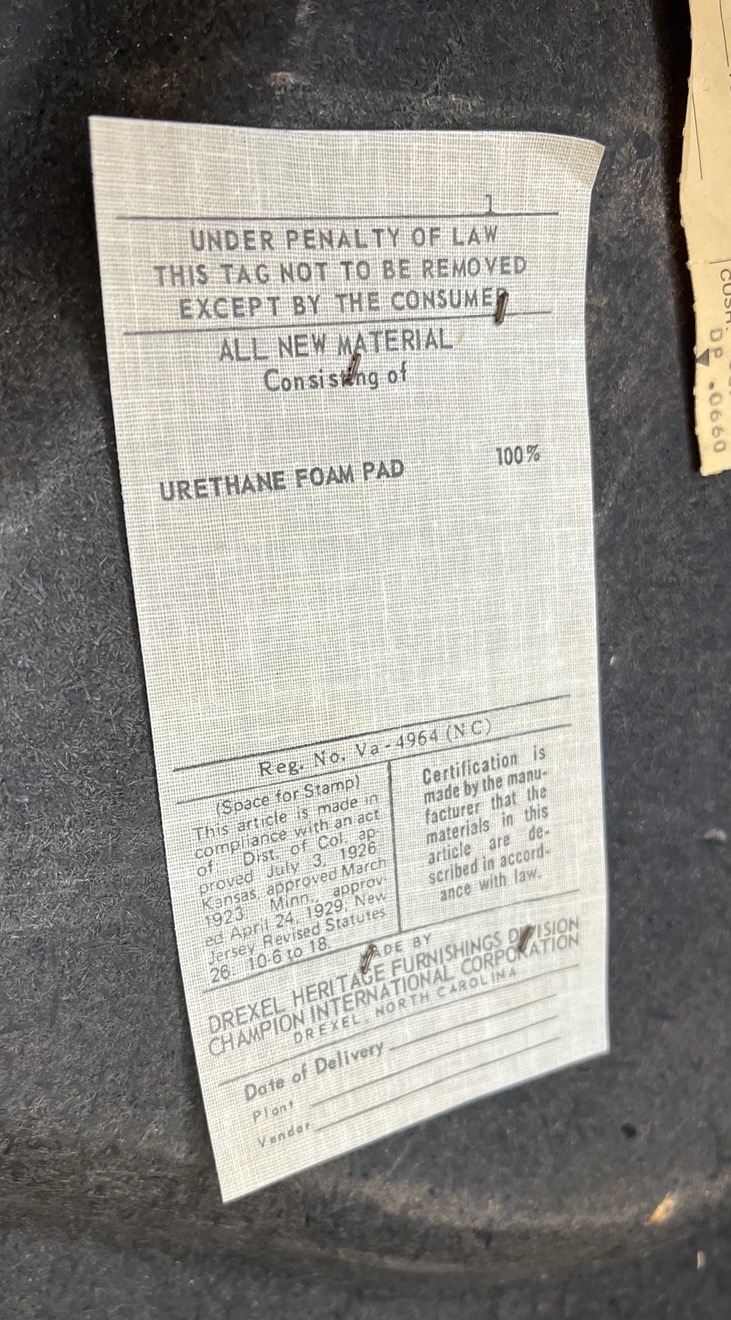 1
UNDER PENALTY OF LAW
THIS TAG NOT TO BE REMOVED
EXCEPT BY THE CONSUMER
ALL NEW MATERIAL
Consisting of
URETHANE FOAM PAD 100%
Reg. No. Va-4964 (NC)
(Space for Stamp)
This article is made in
compliance with an act
of Dist. of Col. ap-
proved July 3, 1926
Kansas, approved March
1923, Minn., approv-
ed April 24, 1929, New
Jersey Revised Statutes
26. 10-6 to 18.
Certification is
made by the manu-
facturer that the
materials in this
article are de-
scribed in accord-
ance with law.
MADE BY
DREXEL HERITAGE FURNISHINGS DIVISION
CHAMPION INTERNATIONAL CORPORATION
DREXEL, NORTH CAROLINA
Date of Delivery
Plant
Vendor
CUSH.
DP .0660